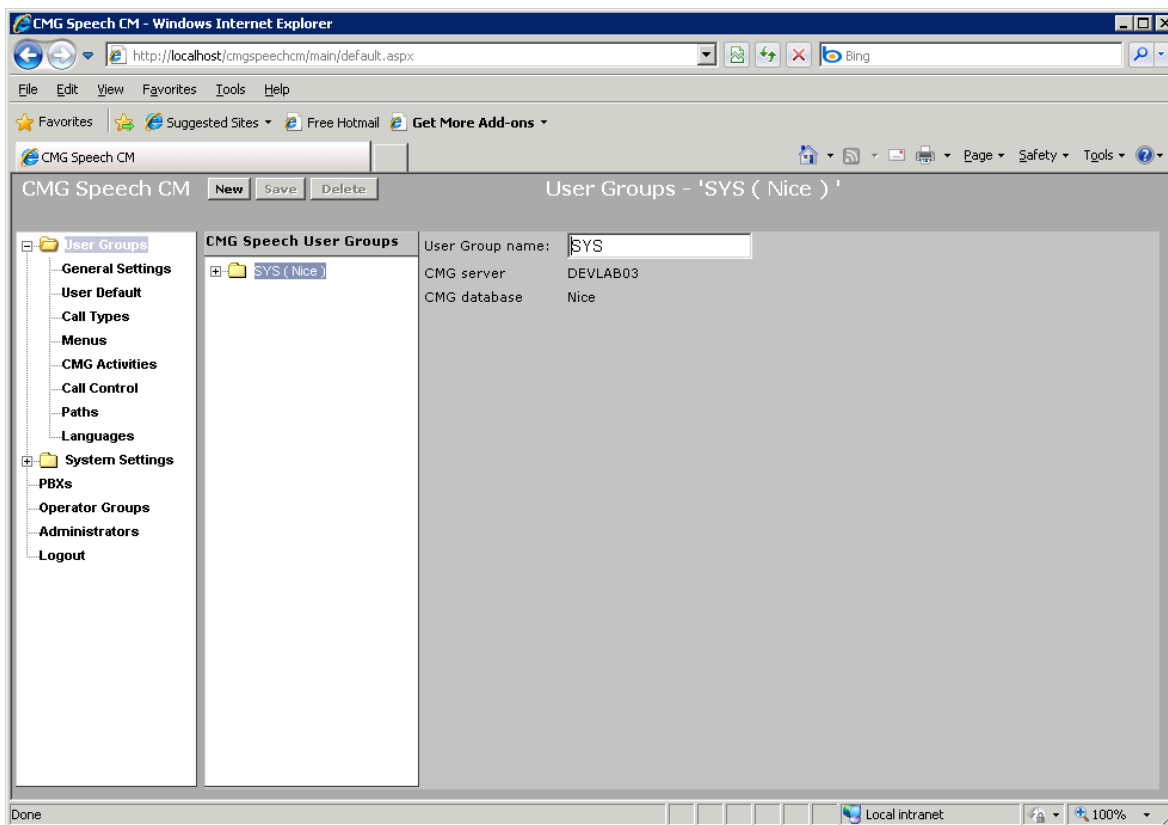 CMG Speech CM - Windows Internet Explorer
http://localhost/cmgspeechcm/main/default.aspx
Bing
File Edit View Favorites Tools Help
Favorites Suggested Sites Free Hotmail Get More Add-ons
CMG Speech CM
Page Safety Tools
CMG Speech CM New Save Delete User Groups - 'SYS ( Nice ) '
User Groups
General Settings
User Default
Call Types
Menus
CMG Activities
Call Control
Paths
Languages
System Settings
PBXs
Operator Groups
Administrators
Logout
CMG Speech User Groups
SYS ( Nice )
User Group name: SYS
CMG server DEVLAB03
CMG database Nice
Done Local intranet 100%